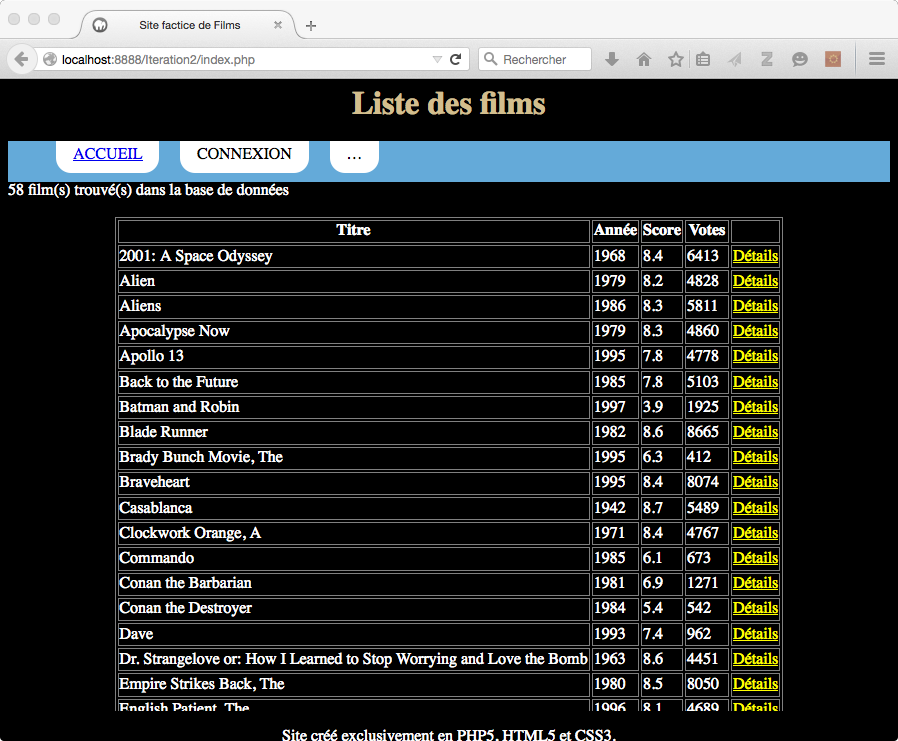 Site factice de Films
localhost:8888/Iteration2/index.php
Rechercher
Liste des films
ACCUEIL CONNEXION ...
58 film(s) trouvé(s) dans la base de données
Titre Année Score Votes
2001: A Space Odyssey 1968 8.4 6413 Détails
Alien 1979 8.2 4828 Détails
Aliens 1986 8.3 5811 Détails
Apocalypse Now 1979 8.3 4860 Détails
Apollo 13 1995 7.8 4778 Détails
Back to the Future 1985 7.8 5103 Détails
Batman and Robin 1997 3.9 1925 Détails
Blade Runner 1982 8.6 8665 Détails
Brady Bunch Movie, The 1995 6.3 412 Détails
Braveheart 1995 8.4 8074 Détails
Casablanca 1942 8.7 5489 Détails
Clockwork Orange, A 1971 8.4 4767 Détails
Commando 1985 6.1 673 Détails
Conan the Barbarian 1981 6.9 1271 Détails
Conan the Destroyer 1984 5.4 542 Détails
Dave 1993 7.4 962 Détails
Dr. Strangelove or: How I Learned to Stop Worrying and Love the Bomb 1963 8.6 4451 Détails
Empire Strikes Back, The 1980 8.5 8050 Détails
English Patient, The 1996 8.1 4689 Détails
Site créé exclusivement en PHP5, HTML5 et CSS3.